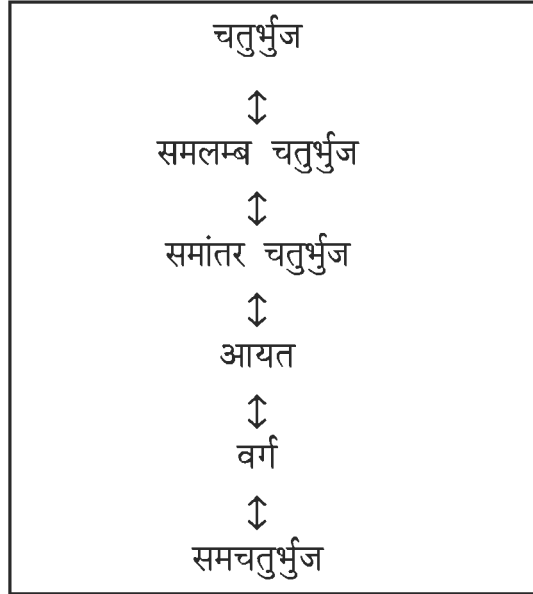 चतुर्भुज
↕
समलम्ब चतुर्भुज
↕
समांतर चतुर्भुज
↕
आयत
↕
वर्ग
↕
समचतुर्भुज